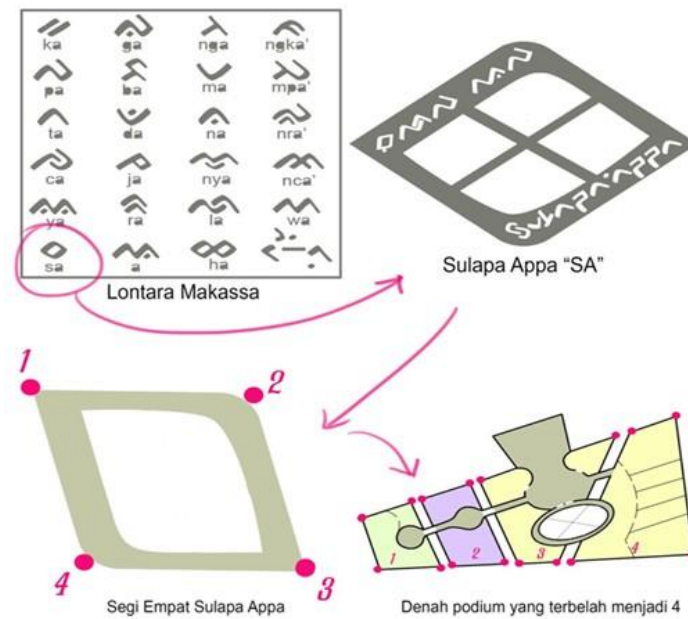 ᨀ ᨁ ᨂ ᨃ
ka ga nga ngka'
ᨄ ᨅ ᨆ ᨇ
pa ba ma mpa'
ᨈ ᨉ ᨊ ᨋ
ta da na nra'
ᨌ ᨍ ᨎ ᨏ
ca ja nya nca'
ᨐ ᨑ ᨒ ᨓ
ya ra la wa
ᨔ ᨕ ᨖ
sa a ha
Lontara Makassa
Sulapa'appa
Sulapa Appa “SA”
1
2
4
3
Segi Empat Sulapa Appa
1 2 3 4
Denah podium yang terbelah menjadi 4